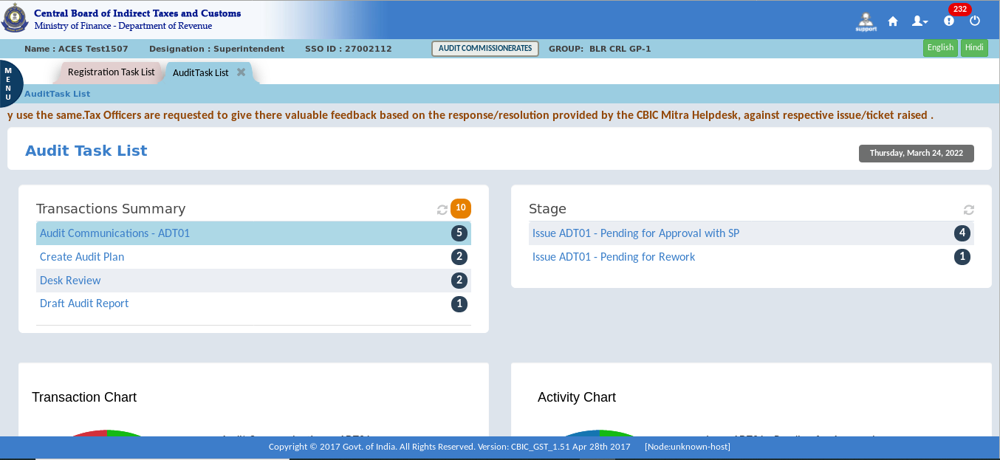 Central Board of Indirect Taxes and Customs
Ministry of Finance - Department of Revenue
support
232
Name : ACES Test1507 Designation : Superintendent SSO ID : 27002112 AUDIT COMMISSIONERATES GROUP: BLR CRL GP-1 English Hindi
MENU
Registration Task List AuditTask List
AuditTask List
y use the same.Tax Officers are requested to give there valuable feedback based on the response/resolution provided by the CBIC Mitra Helpdesk, against respective issue/ticket raised .
Audit Task List
Thursday, March 24, 2022
Transactions Summary 10
Audit Communications - ADT01 5
Create Audit Plan 2
Desk Review 2
Draft Audit Report 1
Stage
Issue ADT01 - Pending for Approval with SP 4
Issue ADT01 - Pending for Rework 1
Transaction Chart
Activity Chart
Copyright © 2017 Govt. of India. All Rights Reserved. Version: CBIC_GST_1.51 Apr 28th 2017 [Node:unknown-host]